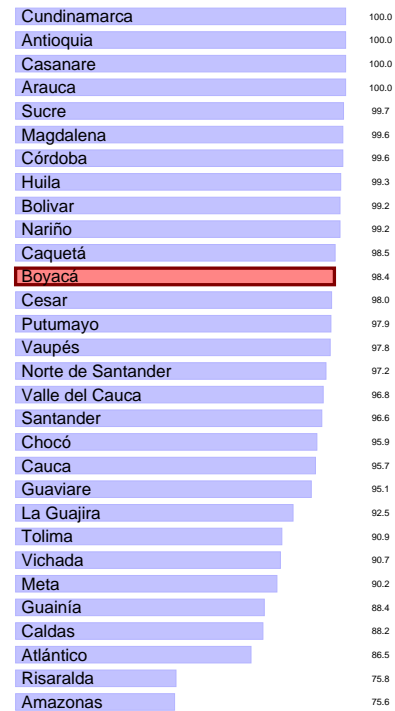 Cundinamarca 100.0
Antioquia 100.0
Casanare 100.0
Arauca 100.0
Sucre 99.7
Magdalena 99.6
Córdoba 99.6
Huila 99.3
Bolivar 99.2
Nariño 99.2
Caquetá 98.5
Boyacá 98.4
Cesar 98.0
Putumayo 97.9
Vaupés 97.8
Norte de Santander 97.2
Valle del Cauca 96.8
Santander 96.6
Chocó 95.9
Cauca 95.7
Guaviare 95.1
La Guajira 92.5
Tolima 90.9
Vichada 90.7
Meta 90.2
Guainía 88.4
Caldas 88.2
Atlántico 86.5
Risaralda 75.8
Amazonas 75.6